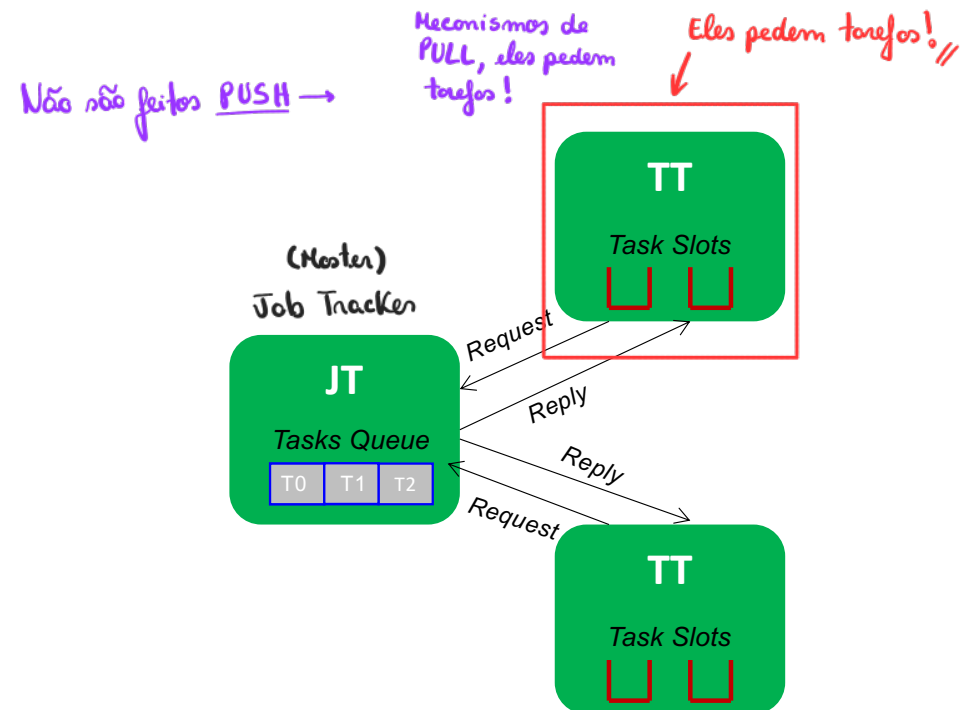 Mecanismos de
PULL, eles pedem
tarefas!
Eles pedem tarefas!
Não são feitos PUSH →
TT
Task Slots
(Master)
Job Tracker
JT
Tasks Queue
T0 T1 T2
Request
Reply
Reply
Request
TT
Task Slots